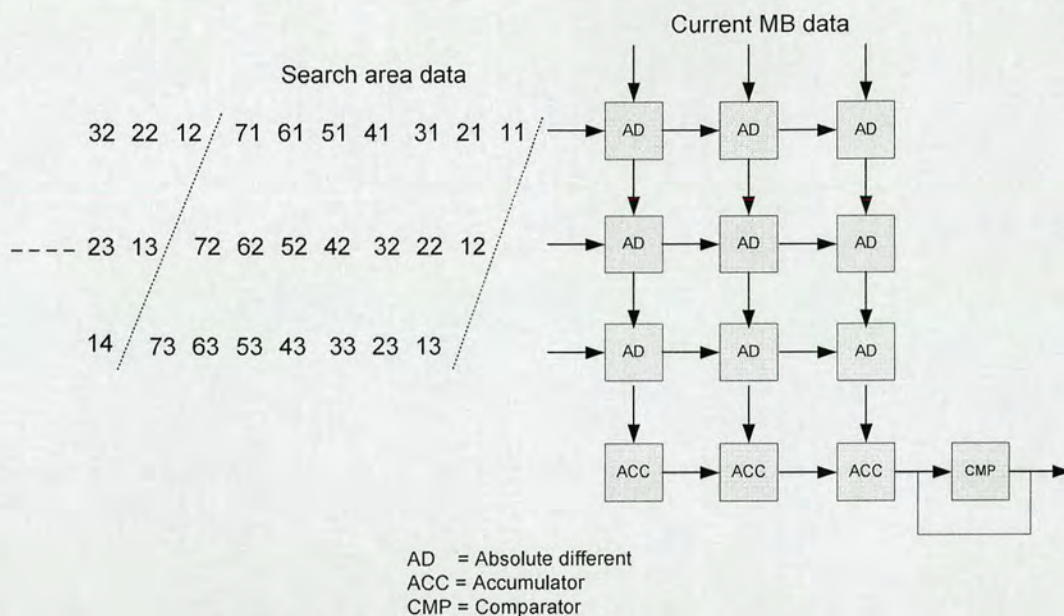 Current MB data
Search area data
32 22 12 71 61 51 41 31 21 11
AD AD AD
23 13 72 62 52 42 32 22 12
AD AD AD
14 73 63 53 43 33 23 13
AD AD AD
ACC ACC ACC CMP
AD = Absolute different
ACC = Accumulator
CMP = Comparator